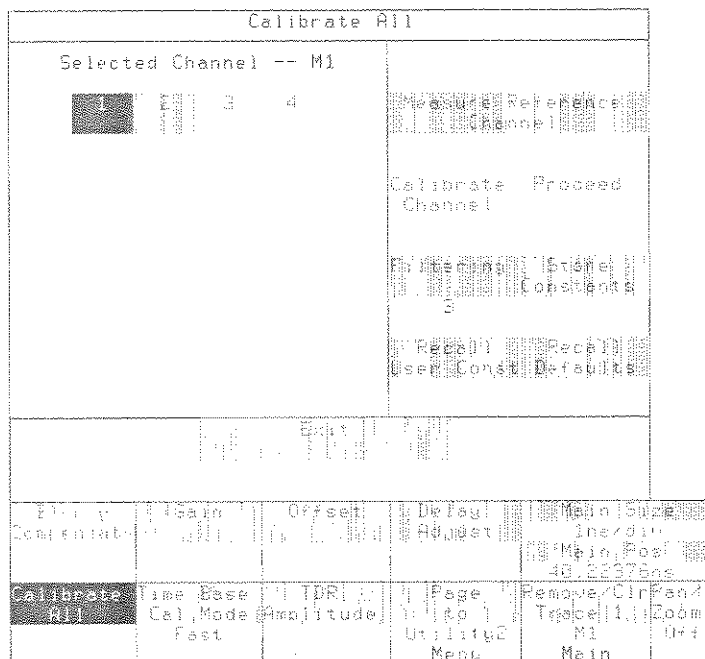 Calibrate All
Selected Channel -- M1
1 3 4
Measure Reference
Channel
Calibrate Proceed
Channel
Store
Constants
Recall Recall
User Const Defaults
Exit
Gain Offset Delay Main Size
Adjust 1ns/div
Main Pos
Calibrate Time Base TDR Page Remove/Clr Pan/
All Cal Mode Amplitude to Trace 1 Zoom
Fast Utility2 M1 Off
Menu Main